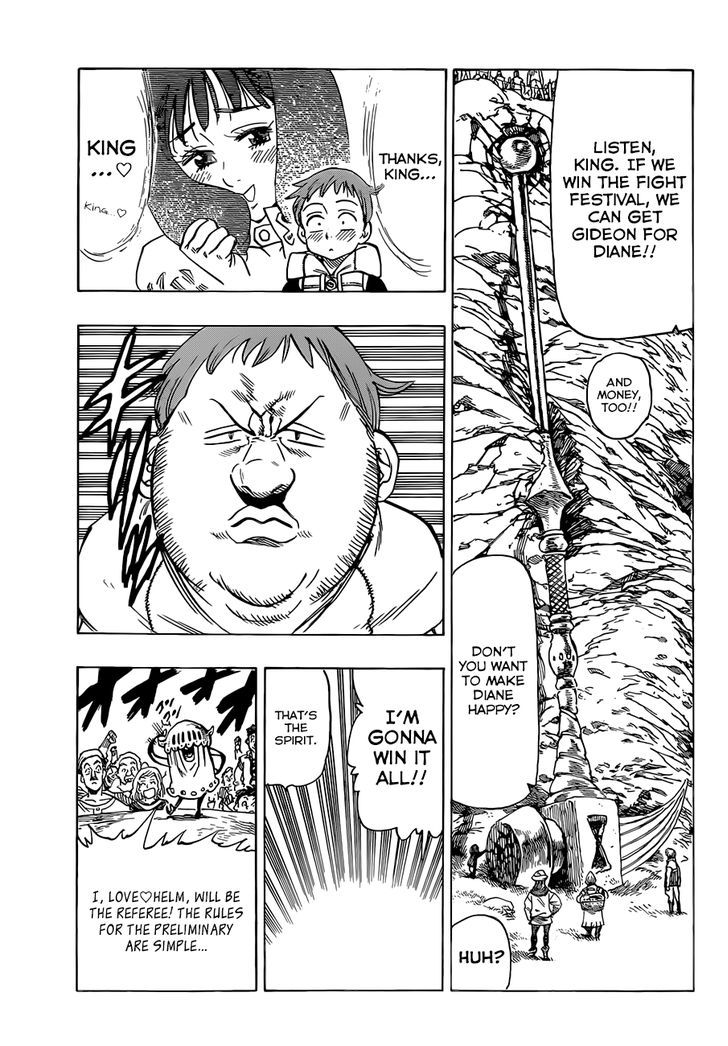 LISTEN,
KING. IF WE
WIN THE FIGHT
FESTIVAL, WE
CAN GET
GIDEON FOR
DIANE!!
AND
MONEY,
TOO!!
DON'T
YOU WANT
TO MAKE
DIANE
HAPPY?
HUH?
THANKS,
KING...
KING
...♡
King...♡
I'M
GONNA
WIN IT
ALL!!
THAT'S
THE
SPIRIT.
I, LOVE♡HELM, WILL BE
THE REFEREE! THE RULES
FOR THE PRELIMINARY
ARE SIMPLE...